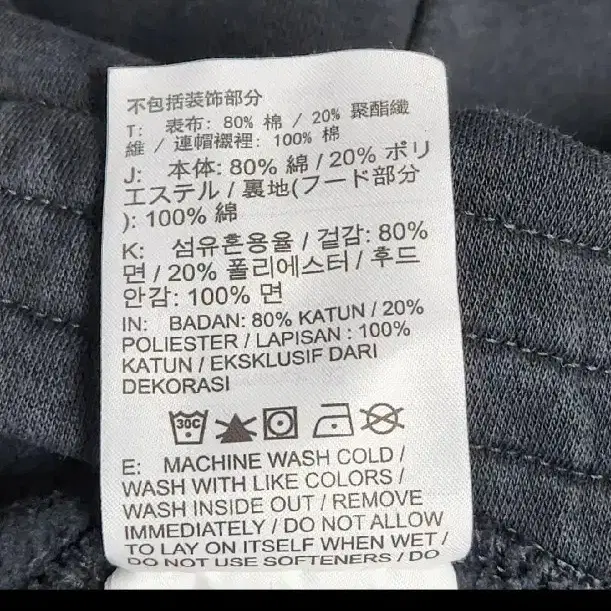 不包括装饰部分
T: 表布: 80% 棉 / 20% 聚酯纖
維 / 連帽襯裡: 100% 棉
J: 本体: 80% 綿 / 20% ポリ
エステル / 裏地(フード部分
): 100% 綿
K: 섬유혼용율 / 겉감: 80%
면 / 20% 폴리에스터 / 후드
안감: 100% 면
IN: BADAN: 80% KATUN / 20%
POLIESTER / LAPISAN : 100%
KATUN / EKSKLUSIF DARI
DEKORASI
30C
E: MACHINE WASH COLD /
WASH WITH LIKE COLORS /
WASH INSIDE OUT / REMOVE
IMMEDIATELY / DO NOT ALLOW
TO LAY ON ITSELF WHEN WET /
DO NOT USE SOFTENERS / DO